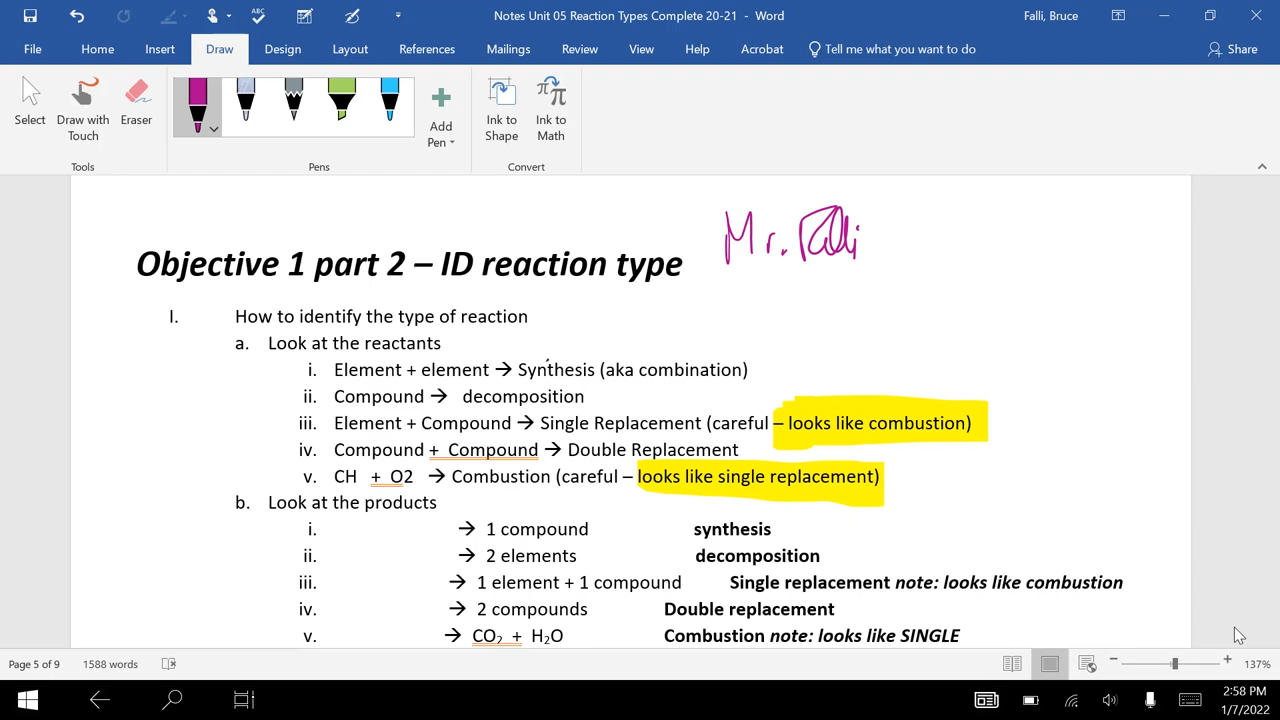 Notes Unit 05 Reaction Types Complete 20-21 - Word
Falli, Bruce
ABC
File Home Insert Draw Design Layout References Mailings Review View Help Acrobat Tell me what you want to do Share
Select Draw with Touch Eraser Add Pen Ink to Shape Ink to Math
Tools Pens Convert
Mr. Falli
Objective 1 part 2 – ID reaction type
I. How to identify the type of reaction
a. Look at the reactants
i. Element + element → Synthesis (aka combination)
ii. Compound → decomposition
iii. Element + Compound → Single Replacement (careful – looks like combustion)
iv. Compound + Compound → Double Replacement
v. CH + O2 → Combustion (careful – looks like single replacement)
b. Look at the products
i. → 1 compound synthesis
ii. → 2 elements decomposition
iii. → 1 element + 1 compound Single replacement note: looks like combustion
iv. → 2 compounds Double replacement
v. → CO₂ + H₂O Combustion note: looks like SINGLE
Page 5 of 9 1588 words 137%
2:58 PM
1/7/2022